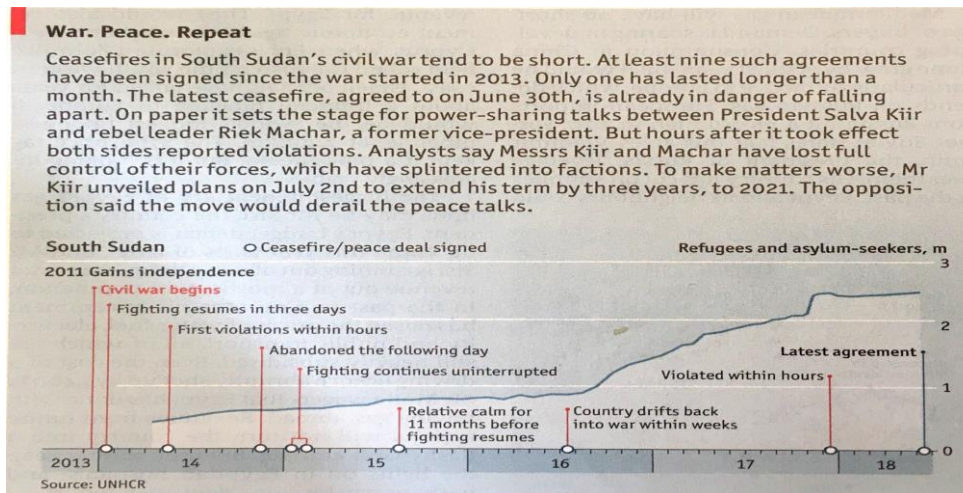 War. Peace. Repeat
Ceasefires in South Sudan's civil war tend to be short. At least nine such agreements
have been signed since the war started in 2013. Only one has lasted longer than a
month. The latest ceasefire, agreed to on June 30th, is already in danger of falling
apart. On paper it sets the stage for power-sharing talks between President Salva Kiir
and rebel leader Riek Machar, a former vice-president. But hours after it took effect
both sides reported violations. Analysts say Messrs Kiir and Machar have lost full
control of their forces, which have splintered into factions. To make matters worse, Mr
Kiir unveiled plans on July 2nd to extend his term by three years, to 2021. The opposi-
tion said the move would derail the peace talks.
South Sudan
Ceasefire/peace deal signed
Refugees and asylum-seekers, m
2011 Gains independence
3
Civil war begins
Fighting resumes in three days
First violations within hours
2
Abandoned the following day
Latest agreement
Fighting continues uninterrupted
Violated within hours
1
Relative calm for
11 months before
fighting resumes
Country drifts back
into war within weeks
0
2013
14
15
16
17
18
Source: UNHCR